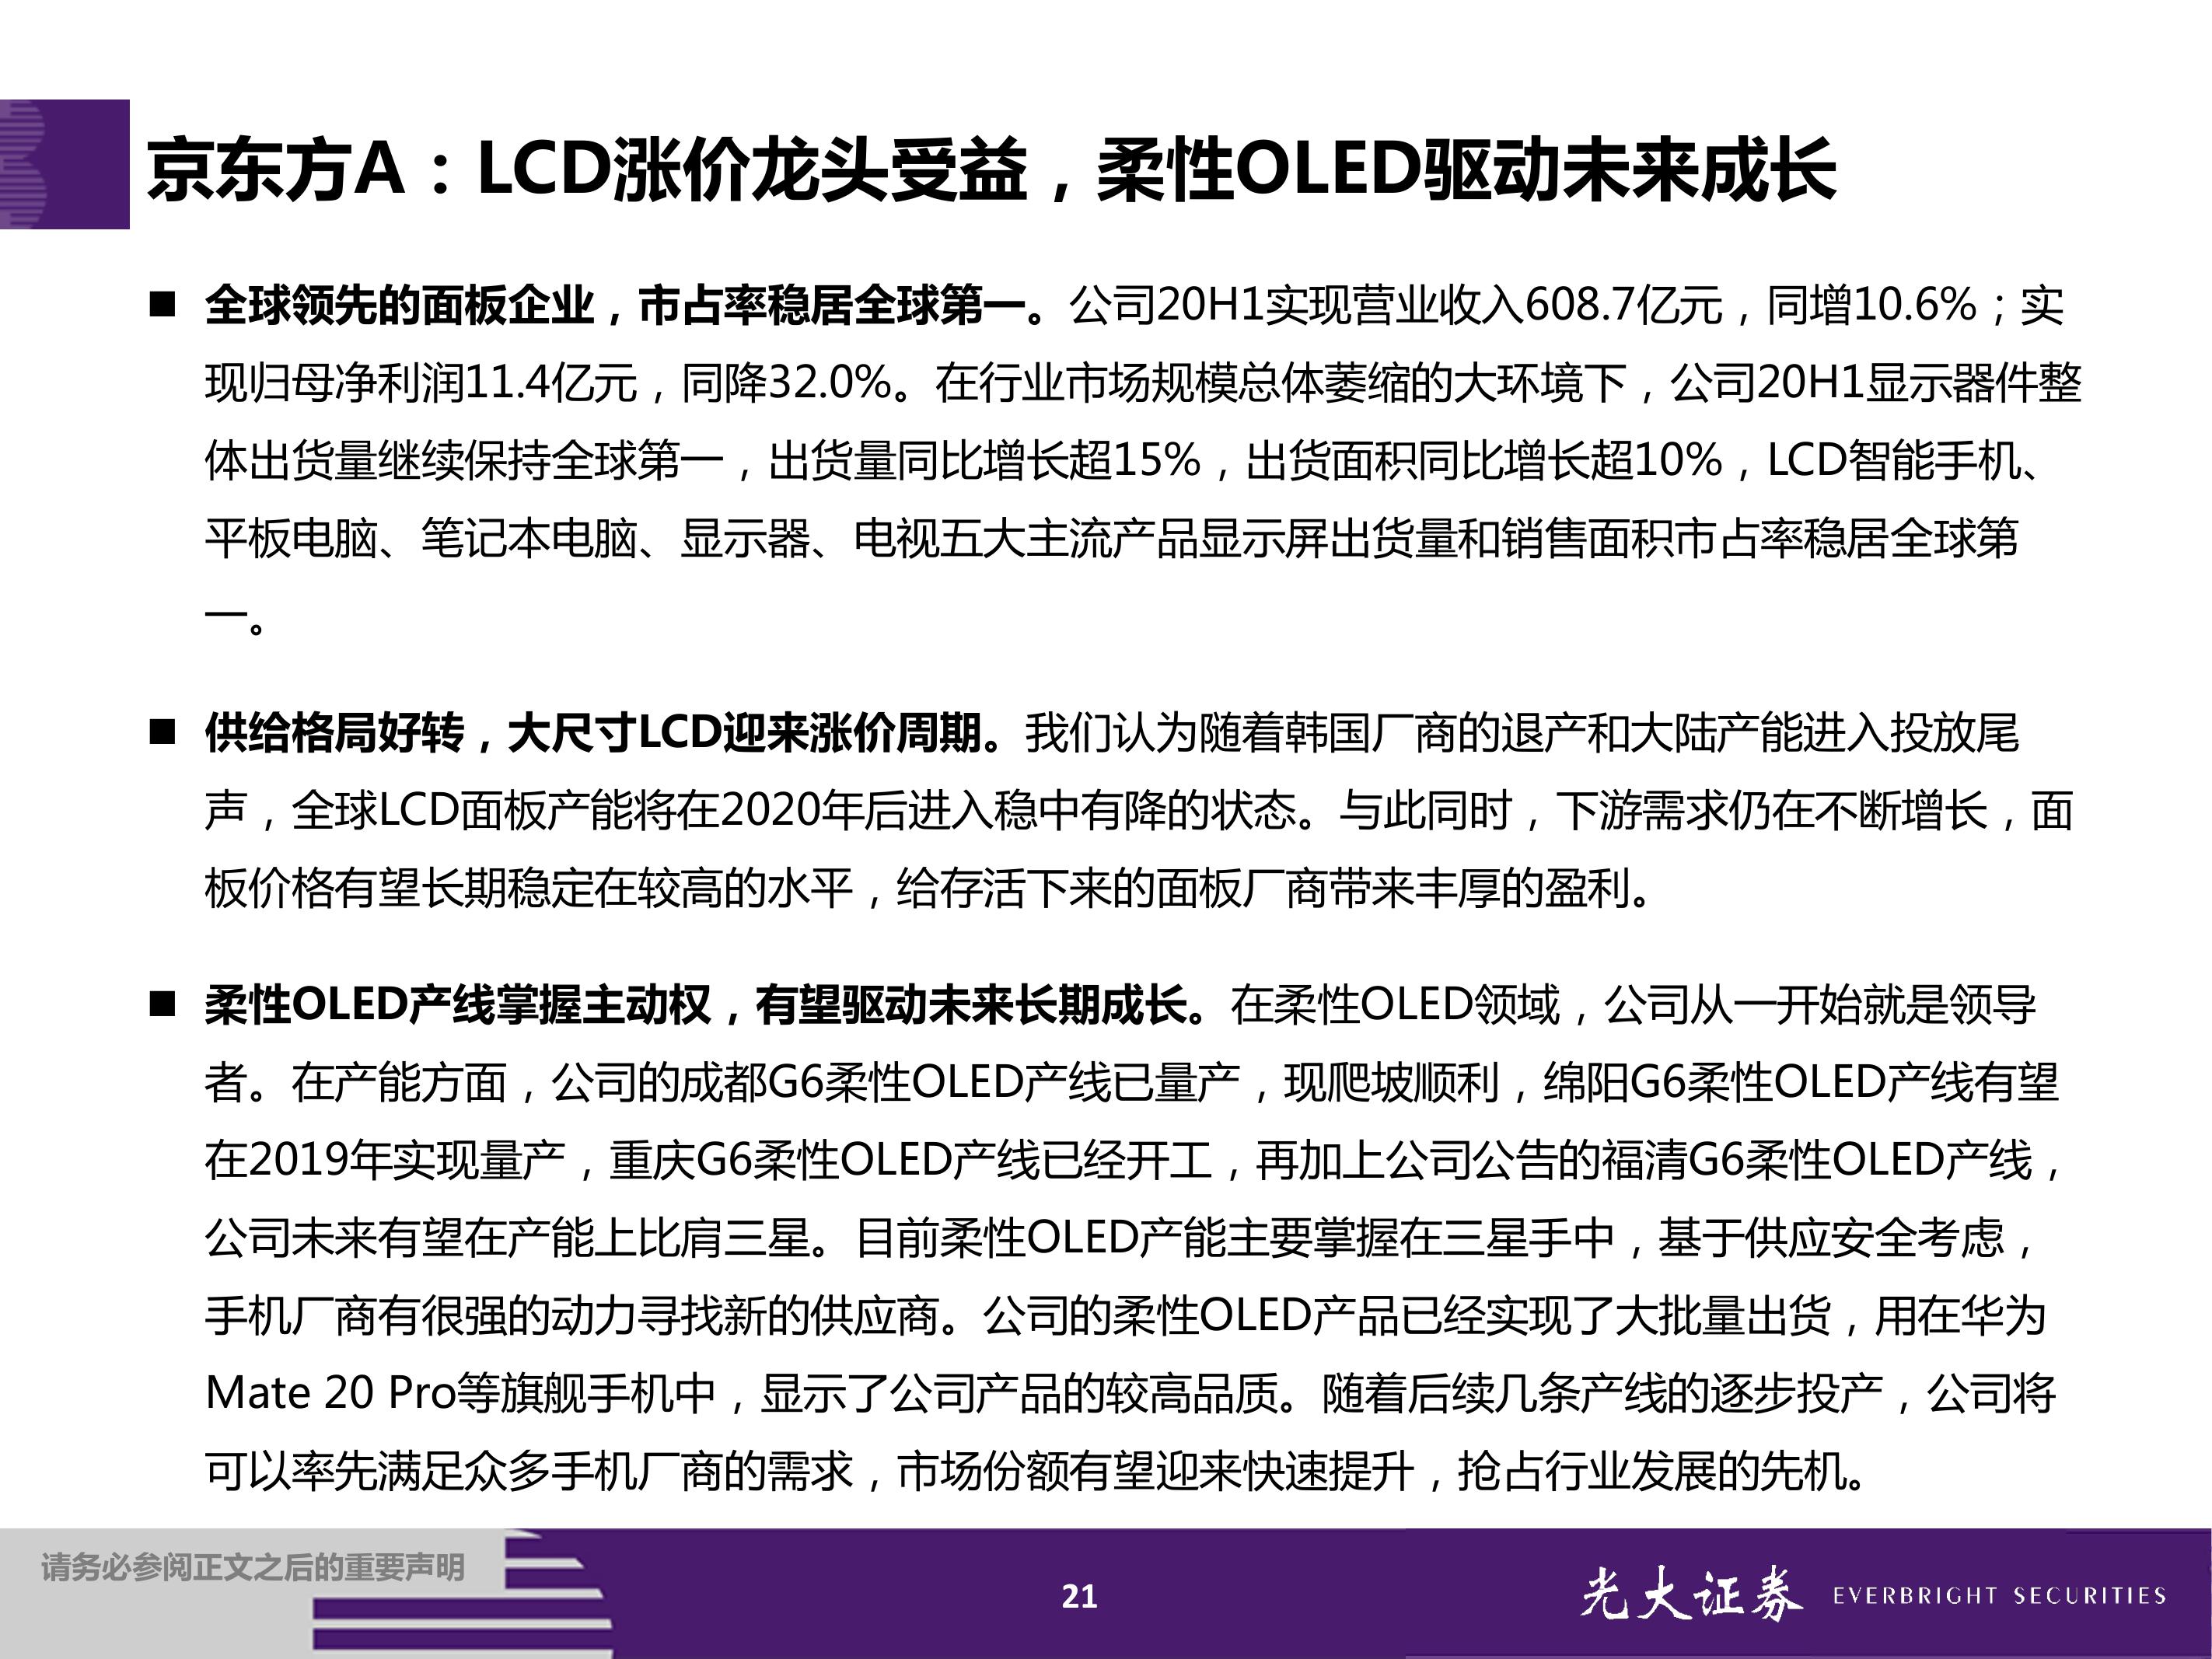 京东方A：LCD涨价龙头受益，柔性OLED驱动未来成长
■ 全球领先的面板企业，市占率稳居全球第一。公司20H1实现营业收入608.7亿元，同增10.6%；实
现归母净利润11.4亿元，同降32.0%。在行业市场规模总体萎缩的大环境下，公司20H1显示器件整
体出货量继续保持全球第一，出货量同比增长超15%，出货面积同比增长超10%，LCD智能手机、
平板电脑、笔记本电脑、显示器、电视五大主流产品显示屏出货量和销售面积市占率稳居全球第
一。
■ 供给格局好转，大尺寸LCD迎来涨价周期。我们认为随着韩国厂商的退产和大陆产能进入投放尾
声，全球LCD面板产能将在2020年后进入稳中有降的状态。与此同时，下游需求仍在不断增长，面
板价格有望长期稳定在较高的水平，给存活下来的面板厂商带来丰厚的盈利。
■ 柔性OLED产线掌握主动权，有望驱动未来长期成长。在柔性OLED领域，公司从一开始就是领导
者。在产能方面，公司的成都G6柔性OLED产线已量产，现爬坡顺利，绵阳G6柔性OLED产线有望
在2019年实现量产，重庆G6柔性OLED产线已经开工，再加上公司公告的福清G6柔性OLED产线，
公司未来有望在产能上比肩三星。目前柔性OLED产能主要掌握在三星手中，基于供应安全考虑，
手机厂商有很强的动力寻找新的供应商。公司的柔性OLED产品已经实现了大批量出货，用在华为
Mate 20 Pro等旗舰手机中，显示了公司产品的较高品质。随着后续几条产线的逐步投产，公司将
可以率先满足众多手机厂商的需求，市场份额有望迎来快速提升，抢占行业发展的先机。
请务必参阅正文之后的重要声明
21
光大证券 EVERBRIGHT SECURITIES